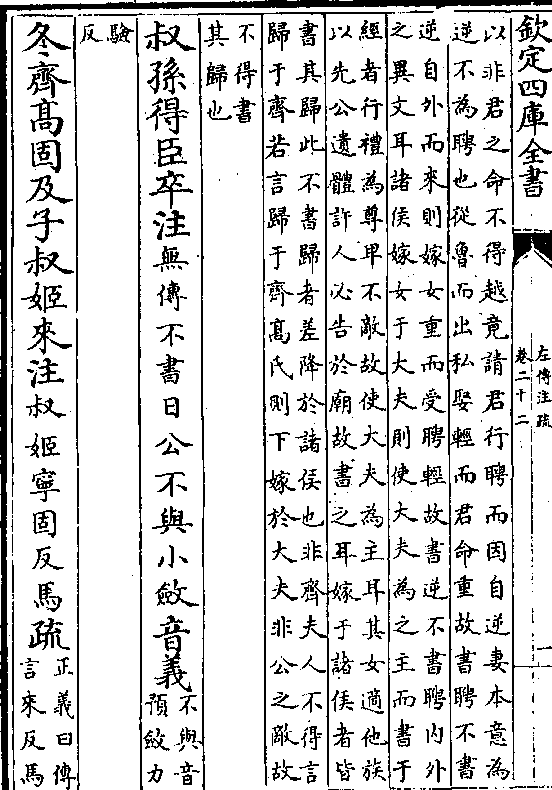 欽定四庫全書
左傳注疏
卷二十二
一
以非君之命不得越竟請君行聘而因自逆妻本意為
逆不為聘也從魯而出私娶輕而君命重故書聘不書
逆自外而來則嫁女重而受聘輕故書逆不書聘内外
之異文耳諸侯嫁女于大夫則使大夫為之主而書于
經者行禮為尊卑不敵故使大夫為主耳其女適他族
以先公遺體許人必告於廟故書之耳嫁于諸侯者皆
書其歸此不書歸者差降於諸侯也非齊夫人不得言
歸于齊若言歸于齊髙氏則下嫁於大夫非公之敵故
不得書
其歸也
叔孫得臣卒注無傳不書日公不與小斂音義不與音
預斂力
驗
反
冬齊髙固及子叔姬來注叔姬寧固反馬疏正義曰傳
言來反馬